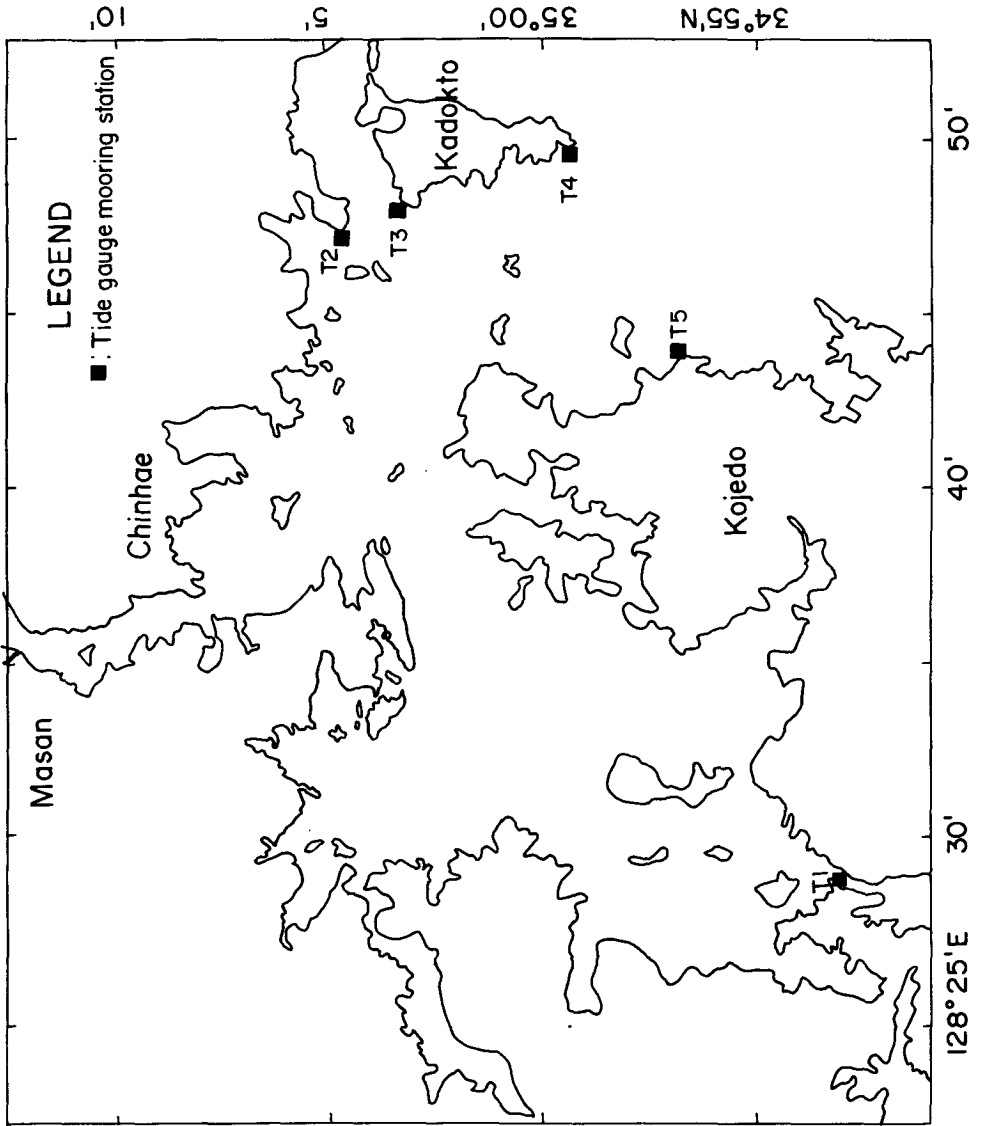 LEGEND
■ : Tide gauge mooring station
Masan
Chinhae
Kadokto
Kojedo
T1
T2
T3
T4
T5
10'
5'
35°00'
34°55'N
128°25'E
30'
40'
50'